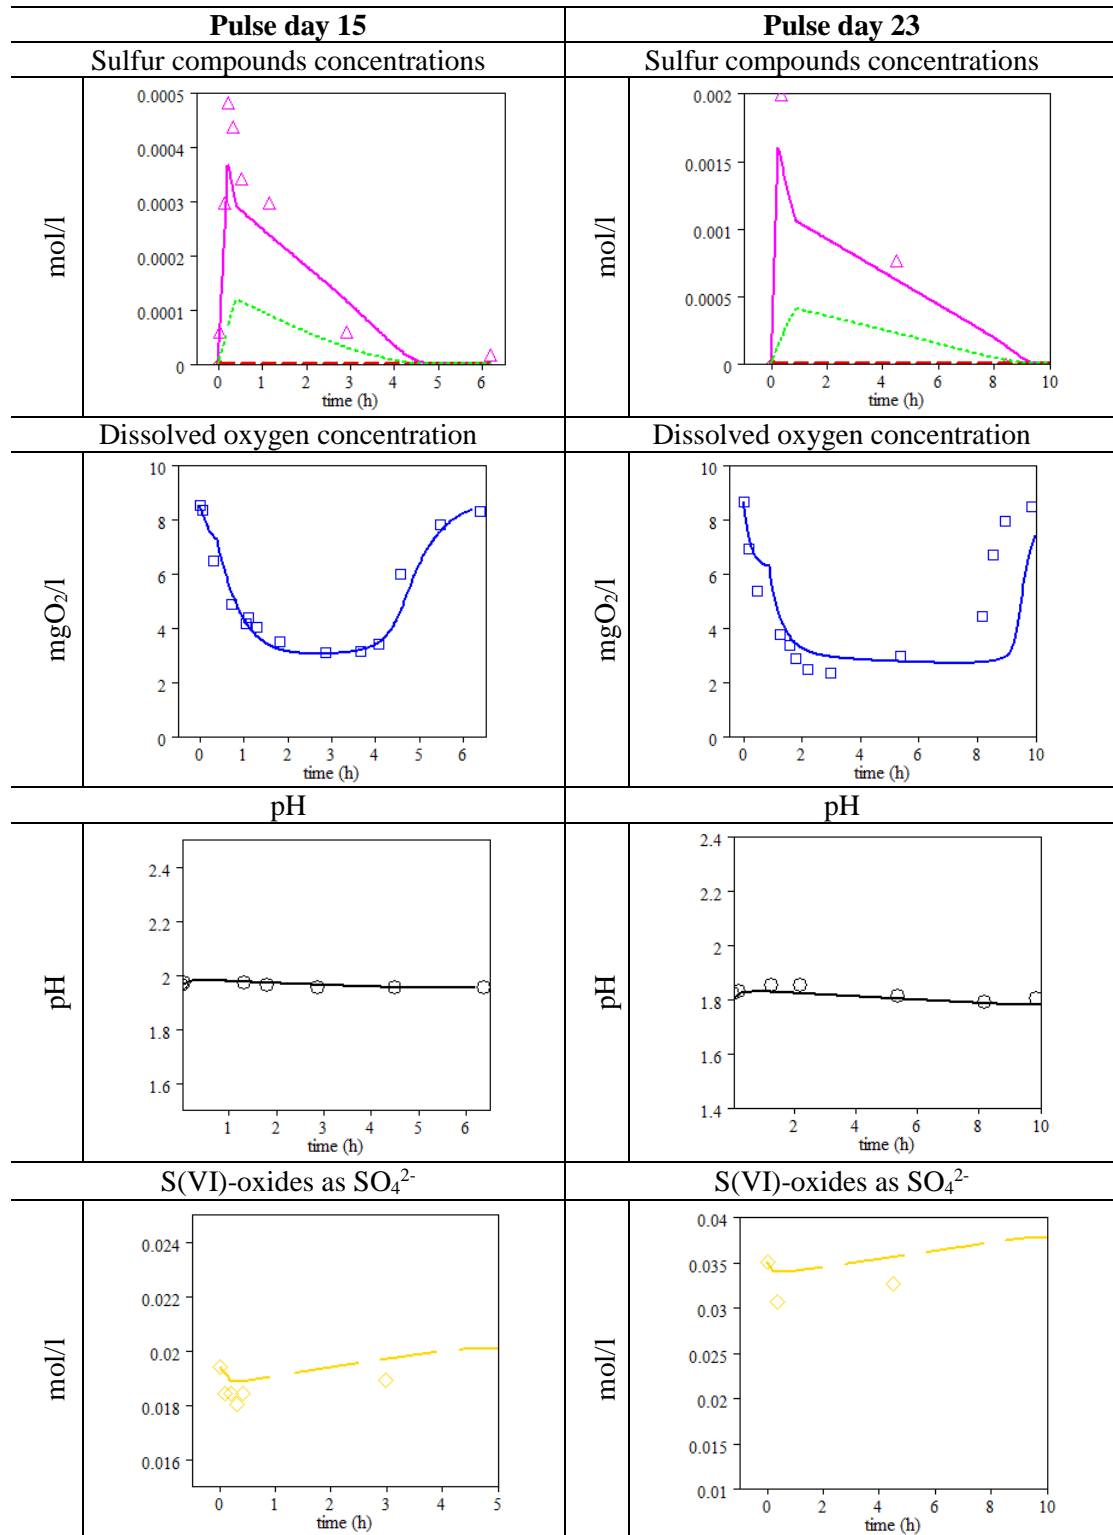 Pulse day 15 Pulse day 23
Sulfur compounds concentrations Sulfur compounds concentrations
mol/l
0.0005
0.0004
0.0003
0.0002
0.0001
0
0 1 2 3 4 5 6
time (h)
mol/l
0.002
0.0015
0.001
0.0005
0
0 2 4 6 8 10
time (h)
Dissolved oxygen concentration Dissolved oxygen concentration
mgO₂/l
10
8
6
4
2
0
0 1 2 3 4 5 6
time (h)
mgO₂/l
10
8
6
4
2
0
0 2 4 6 8 10
time (h)
pH pH
pH
2.4
2.2
2
1.8
1.6
1 2 3 4 5 6
time (h)
pH
2.4
2.2
2
1.8
1.6
1.4
2 4 6 8 10
time (h)
S(VI)-oxides as SO₄²⁻ S(VI)-oxides as SO₄²⁻
mol/l
0.024
0.022
0.02
0.018
0.016
0 1 2 3 4 5
time (h)
mol/l
0.04
0.035
0.03
0.025
0.02
0.015
0.01
0 2 4 6 8 10
time (h)